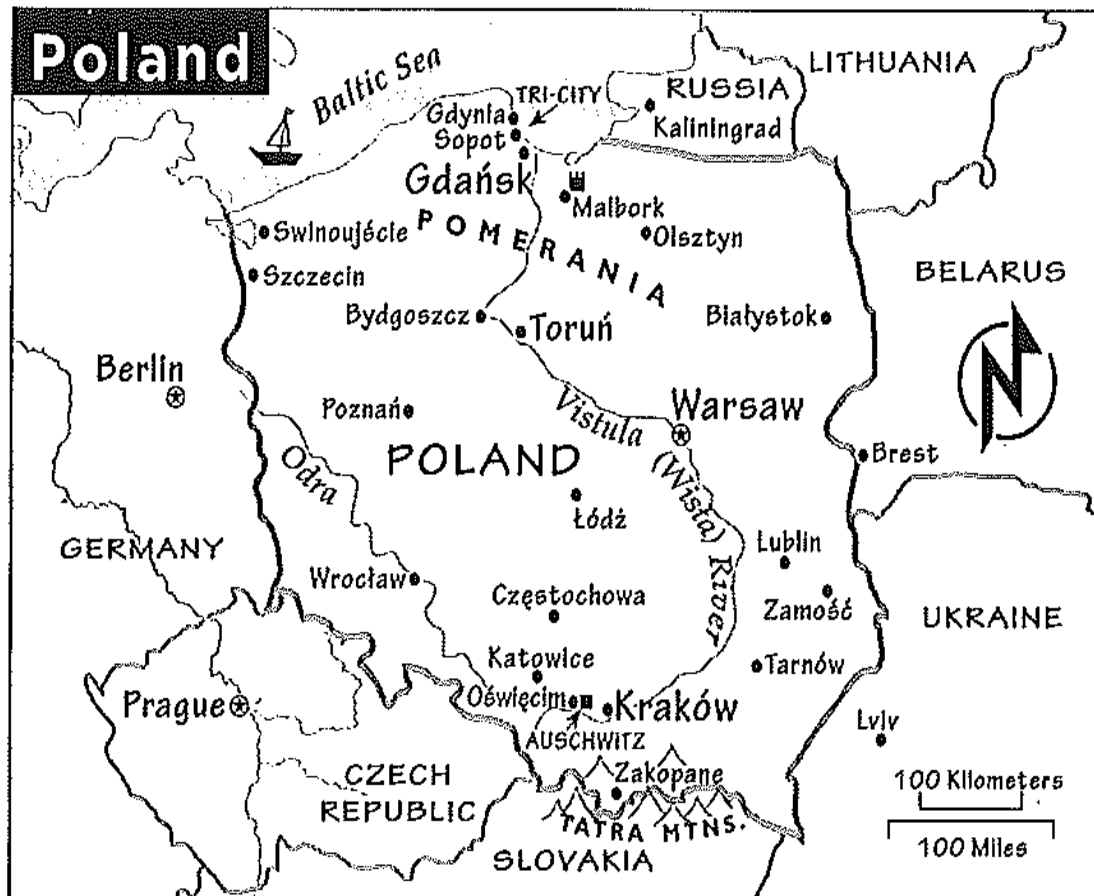 Poland
Baltic Sea
LITHUANIA
RUSSIA
TRI-CITY
Gdynia
Sopot
Kaliningrad
Gdańsk
Malbork
POMERANIA
Swinoujście
Olsztyn
Szczecin
BELARUS
Bydgoszcz
Toruń
Białystok
N
Berlin
Poznań
Vistula
(Wisła) River
Warsaw
POLAND
Odra
Brest
Łódź
GERMANY
Lublin
Wrocław
Częstochowa
Zamość
UKRAINE
Katowice
Tarnów
Oświęcim
Kraków
Prague
AUSCHWITZ
Lviv
CZECH
REPUBLIC
Zakopane
100 Kilometers
TATRA MTNS.
100 Miles
SLOVAKIA